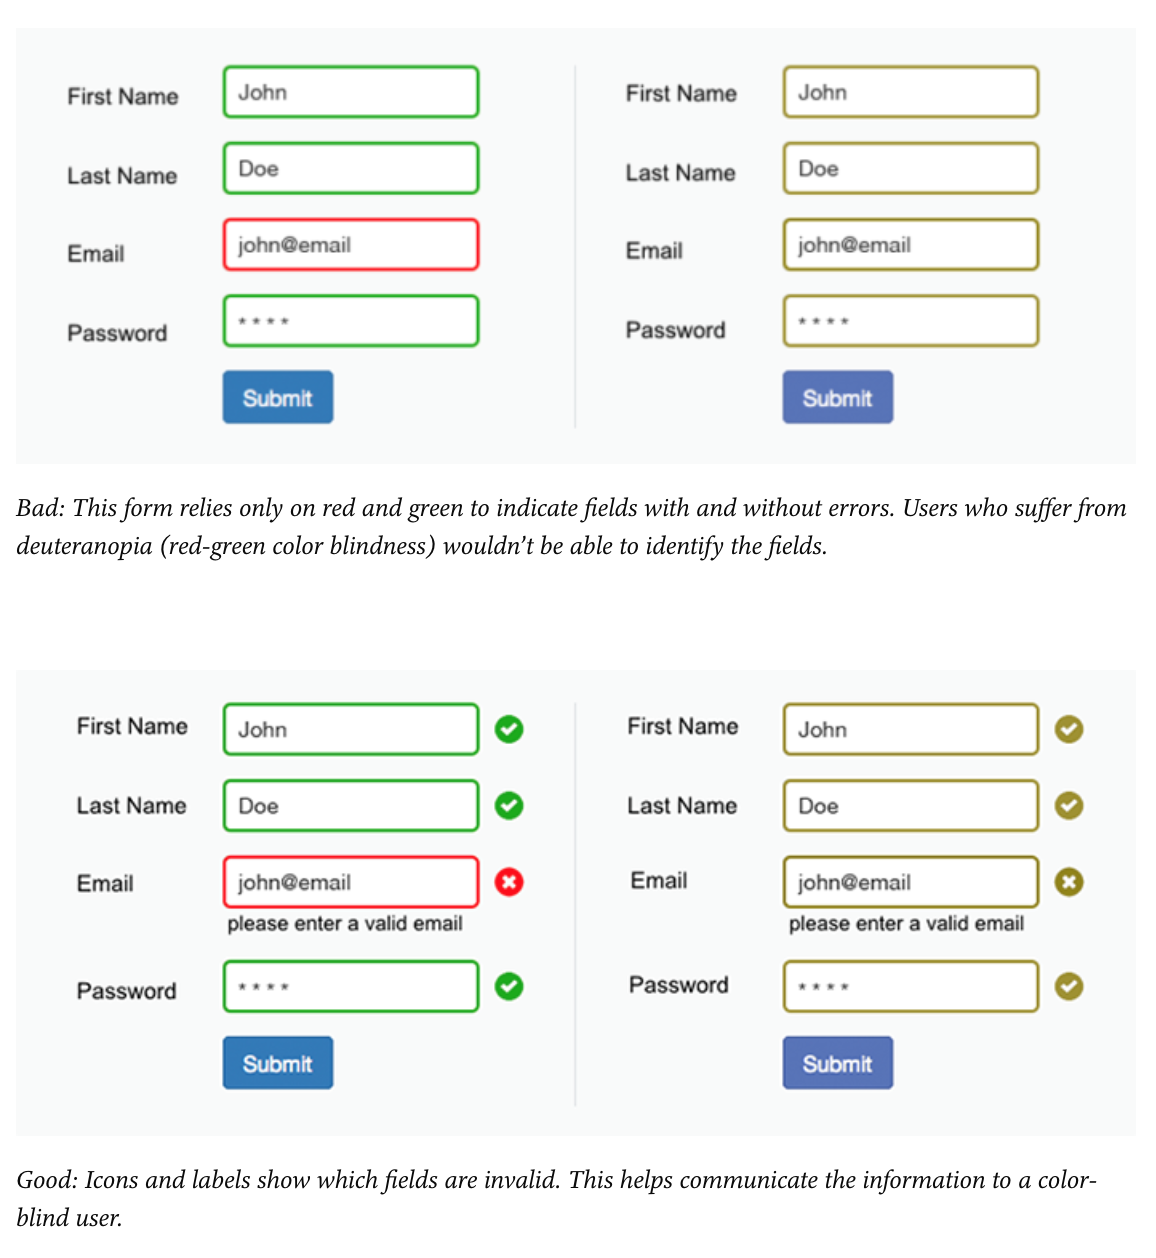 First Name John First Name John
Last Name Doe Last Name Doe
Email john@email Email john@email
Password **** Password ****
Submit Submit
Bad: This form relies only on red and green to indicate fields with and without errors. Users who suffer from
deuteranopia (red-green color blindness) wouldn’t be able to identify the fields.
First Name John First Name John
Last Name Doe Last Name Doe
Email john@email Email john@email
please enter a valid email please enter a valid email
Password **** Password ****
Submit Submit
Good: Icons and labels show which fields are invalid. This helps communicate the information to a color-
blind user.